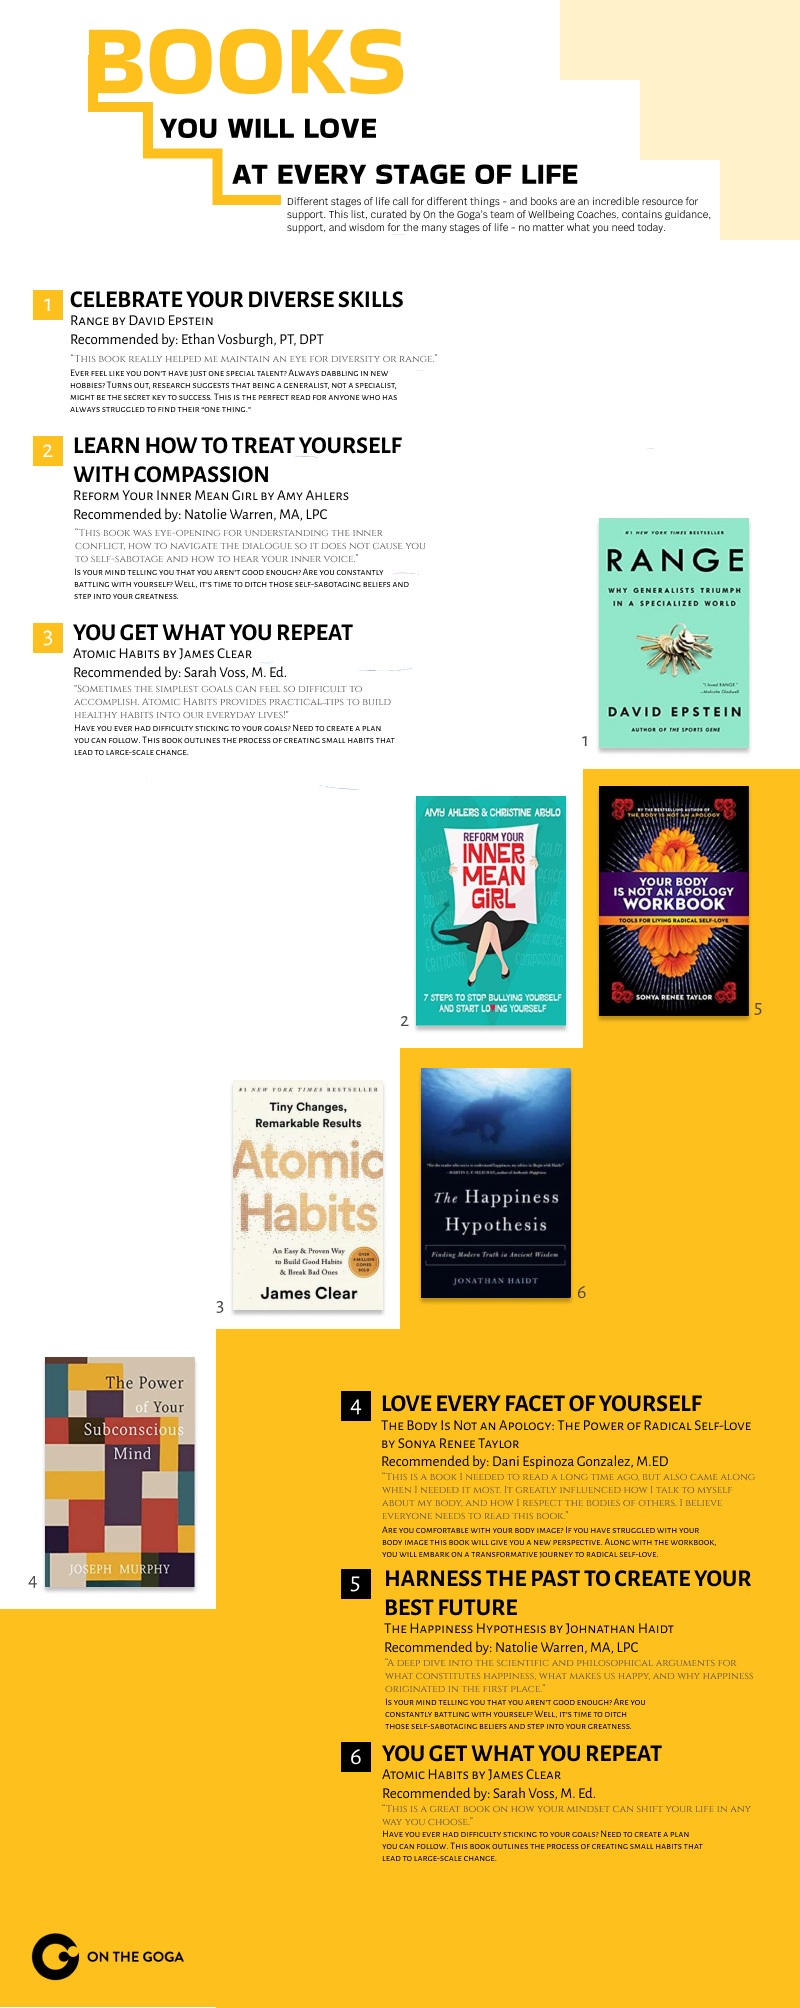 BOOKS
YOU WILL LOVE
AT EVERY STAGE OF LIFE
Different stages of life call for different things - and books are an incredible resource for
support. This list, curated by On the Goga's team of Wellbeing Coaches, contains guidance,
support, and wisdom for the many stages of life - no matter what you need today.
1
CELEBRATE YOUR DIVERSE SKILLS
RANGE BY DAVID EPSTEIN
Recommended by: Ethan Vosburgh, PT, DPT
"THIS BOOK REALLY HELPED ME MAINTAIN AN EYE FOR DIVERSITY OR RANGE."
EVER FEEL LIKE YOU DON'T HAVE JUST ONE SPECIAL TALENT? ALWAYS DABBLING IN NEW
HOBBIES? TURNS OUT, RESEARCH SUGGESTS THAT BEING A GENERALIST, NOT A SPECIALIST,
MIGHT BE THE SECRET KEY TO SUCCESS. THIS IS THE PERFECT READ FOR ANYONE WHO HAS
ALWAYS STRUGGLED TO FIND THEIR "ONE THING."
2
LEARN HOW TO TREAT YOURSELF
WITH COMPASSION
REFORM YOUR INNER MEAN GIRL BY AMY AHLERS
Recommended by: Natolie Warren, MA, LPC
"THIS BOOK WAS EYE-OPENING FOR UNDERSTANDING THE INNER
CONFLICT, HOW TO NAVIGATE THE DIALOGUE SO IT DOES NOT CAUSE YOU
TO SELF-SABOTAGE AND HOW TO HEAR YOUR INNER VOICE."
IS YOUR MIND TELLING YOU THAT YOU AREN'T GOOD ENOUGH? ARE YOU CONSTANTLY
BATTLING WITH YOURSELF? WELL, IT'S TIME TO DITCH THOSE SELF-SABOTAGING BELIEFS AND
STEP INTO YOUR GREATNESS.
3
YOU GET WHAT YOU REPEAT
ATOMIC HABITS BY JAMES CLEAR
Recommended by: Sarah Voss, M. Ed.
"SOMETIMES THE SIMPLEST GOALS CAN FEEL SO DIFFICULT TO
ACCOMPLISH. ATOMIC HABITS PROVIDES PRACTICAL TIPS TO BUILD
HEALTHY HABITS INTO OUR EVERYDAY LIVES!"
HAVE YOU EVER HAD DIFFICULTY STICKING TO YOUR GOALS? NEED TO CREATE A PLAN
YOU CAN FOLLOW. THIS BOOK OUTLINES THE PROCESS OF CREATING SMALL HABITS THAT
LEAD TO LARGE-SCALE CHANGE.
#1 NEW YORK TIMES BESTSELLER
RANGE
WHY GENERALISTS TRIUMPH
IN A SPECIALIZED WORLD
"I loved RANGE."
—Malcolm Gladwell
DAVID EPSTEIN
AUTHOR OF THE SPORTS GENE
1
AMY AHLERS & CHRISTINE ARYLO
REFORM YOUR
INNER
MEAN
GIRL
7 STEPS TO STOP BULLYING YOURSELF
AND START LOVING YOURSELF
2
BY THE BESTSELLING AUTHOR OF
THE BODY IS NOT AN APOLOGY
YOUR BODY
IS NOT AN APOLOGY
WORKBOOK
TOOLS FOR LIVING RADICAL SELF-LOVE
SONYA RENEE TAYLOR
5
#1 NEW YORK TIMES BESTSELLER
Tiny Changes,
Remarkable Results
Atomic
Habits
An Easy & Proven Way
to Build Good Habits
& Break Bad Ones
OVER
COPIES
SOLD
James Clear
3
The Happiness
Hypothesis
Finding Modern Truth in Ancient Wisdom
JONATHAN HAIDT
6
The Power
of Your
Subconscious
Mind
JOSEPH MURPHY
4
4
LOVE EVERY FACET OF YOURSELF
THE BODY IS NOT AN APOLOGY: THE POWER OF RADICAL SELF-LOVE
BY SONYA RENEE TAYLOR
Recommended by: Dani Espinoza Gonzalez, M.ED
"THIS IS A BOOK I NEEDED TO READ A LONG TIME AGO, BUT ALSO CAME ALONG
WHEN I NEEDED IT MOST. IT GREATLY INFLUENCED HOW I TALK TO MYSELF
ABOUT MY BODY, AND HOW I RESPECT THE BODIES OF OTHERS. I BELIEVE
EVERYONE NEEDS TO READ THIS BOOK."
ARE YOU COMFORTABLE WITH YOUR BODY IMAGE? IF YOU HAVE STRUGGLED WITH YOUR
BODY IMAGE THIS BOOK WILL GIVE YOU A NEW PERSPECTIVE. ALONG WITH THE WORKBOOK,
YOU WILL EMBARK ON A TRANSFORMATIVE JOURNEY TO RADICAL SELF-LOVE.
5
HARNESS THE PAST TO CREATE YOUR
BEST FUTURE
THE HAPPINESS HYPOTHESIS BY JOHNATHAN HAIDT
Recommended by: Natolie Warren, MA, LPC
"A DEEP DIVE INTO THE SCIENTIFIC AND PHILOSOPHICAL ARGUMENTS FOR
WHAT CONSTITUTES HAPPINESS, WHAT MAKES US HAPPY, AND WHY HAPPINESS
ORIGINATED IN THE FIRST PLACE."
IS YOUR MIND TELLING YOU THAT YOU AREN'T GOOD ENOUGH? ARE YOU
CONSTANTLY BATTLING WITH YOURSELF? WELL, IT'S TIME TO DITCH
THOSE SELF-SABOTAGING BELIEFS AND STEP INTO YOUR GREATNESS.
6
YOU GET WHAT YOU REPEAT
ATOMIC HABITS BY JAMES CLEAR
Recommended by: Sarah Voss, M. Ed.
"THIS IS A GREAT BOOK ON HOW YOUR MINDSET CAN SHIFT YOUR LIFE IN ANY
WAY YOU CHOOSE."
HAVE YOU EVER HAD DIFFICULTY STICKING TO YOUR GOALS? NEED TO CREATE A PLAN
YOU CAN FOLLOW. THIS BOOK OUTLINES THE PROCESS OF CREATING SMALL HABITS THAT
LEAD TO LARGE-SCALE CHANGE.
ON THE GOGA